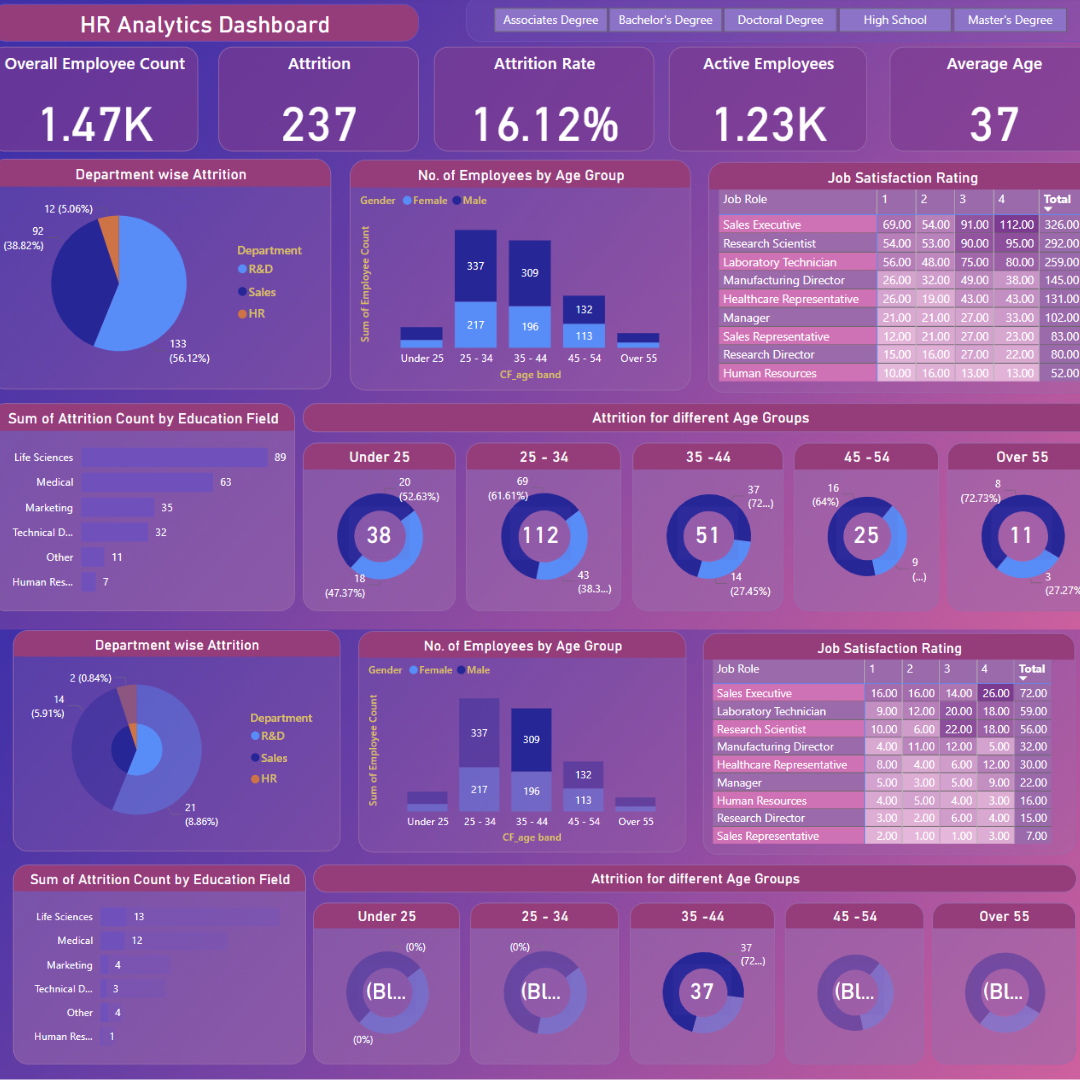 HR Analytics Dashboard
Associates Degree
Bachelor's Degree
Doctoral Degree
High School
Master's Degree
Overall Employee Count
1.47K
Attrition
237
Attrition Rate
16.12%
Active Employees
1.23K
Average Age
37
Department wise Attrition
12 (5.06%)
92
(38.82%)
133
(56.12%)
Department
R&D
Sales
HR
No. of Employees by Age Group
Gender Female Male
Sum of Employee Count
337
309
132
217
196
113
Under 25 25 - 34 35 - 44 45 - 54 Over 55
CF_age band
Job Satisfaction Rating
Job Role 1 2 3 4 Total
Sales Executive 69.00 54.00 91.00 112.00 326.00
Research Scientist 54.00 53.00 90.00 95.00 292.00
Laboratory Technician 56.00 48.00 75.00 80.00 259.00
Manufacturing Director 26.00 32.00 49.00 38.00 145.00
Healthcare Representative 26.00 19.00 43.00 43.00 131.00
Manager 21.00 21.00 27.00 33.00 102.00
Sales Representative 12.00 21.00 27.00 23.00 83.00
Research Director 15.00 16.00 27.00 22.00 80.00
Human Resources 10.00 16.00 13.00 13.00 52.00
Sum of Attrition Count by Education Field
Life Sciences 89
Medical 63
Marketing 35
Technical D... 32
Other 11
Human Res... 7
Attrition for different Age Groups
Under 25
20
(52.63%)
38
18
(47.37%)
25 - 34
69
(61.61%)
112
43
(38.3...)
35 -44
37
(72...)
51
14
(27.45%)
45 -54
16
(64%)
25
9
(...)
Over 55
8
(72.73%)
11
3
(27.27%
Department wise Attrition
2 (0.84%)
14
(5.91%)
21
(8.86%)
Department
R&D
Sales
HR
No. of Employees by Age Group
Gender Female Male
Sum of Employee Count
337
309
132
217
196
113
Under 25 25 - 34 35 - 44 45 - 54 Over 55
CF_age band
Job Satisfaction Rating
Job Role 1 2 3 4 Total
Sales Executive 16.00 16.00 14.00 26.00 72.00
Laboratory Technician 9.00 12.00 20.00 18.00 59.00
Research Scientist 10.00 6.00 22.00 18.00 56.00
Manufacturing Director 4.00 11.00 12.00 5.00 32.00
Healthcare Representative 8.00 4.00 6.00 12.00 30.00
Manager 5.00 3.00 5.00 9.00 22.00
Human Resources 4.00 5.00 4.00 3.00 16.00
Research Director 3.00 2.00 6.00 4.00 15.00
Sales Representative 2.00 1.00 1.00 3.00 7.00
Sum of Attrition Count by Education Field
Life Sciences 13
Medical 12
Marketing 4
Technical D... 3
Other 4
Human Res... 1
Attrition for different Age Groups
Under 25
(0%)
(Bl...
(0%)
25 - 34
(0%)
(Bl...
35 -44
37
(72...)
37
45 -54
(Bl...
Over 55
(Bl...